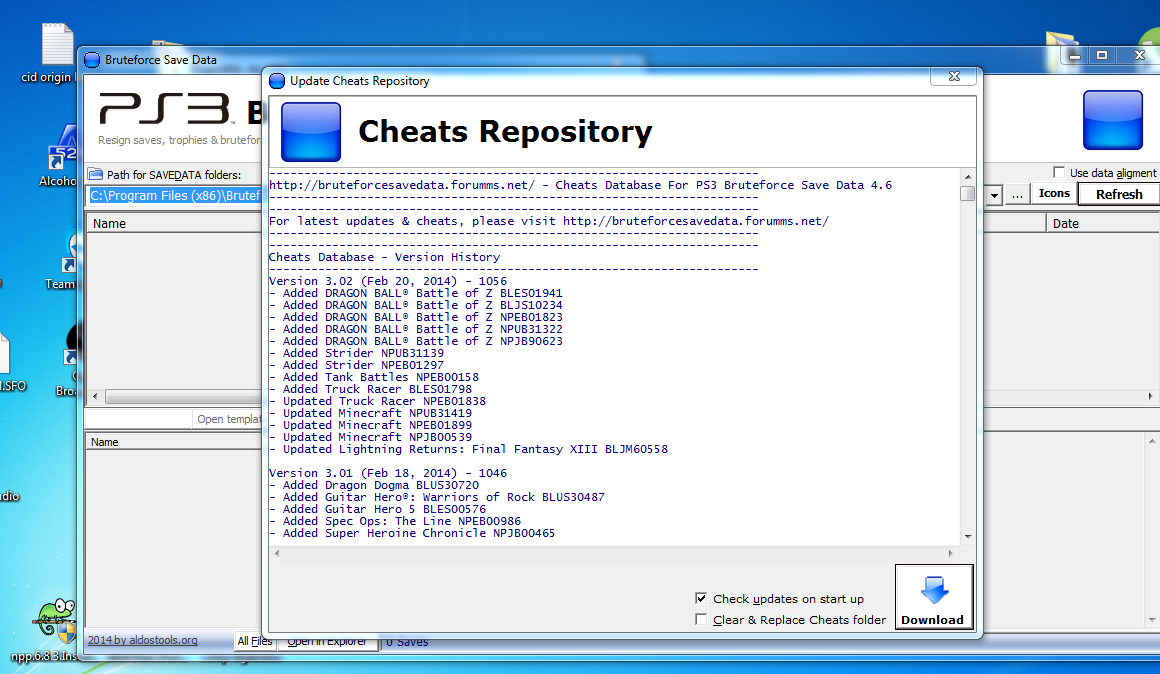 cid origin
Bruteforce Save Data
Update Cheats Repository
PS3 B
Resign saves, trophies & brutefor
Cheats Repository
Alcoho
Path for SAVEDATA folders:
Use data aligment
C:\Program Files (x86)\Brutef
...
Icons
Refresh
Name
Date
------------------------------------------------------------------
http://bruteforcesavedata.forumms.net/ - Cheats Database For PS3 Bruteforce Save Data 4.6
------------------------------------------------------------------
------------------------------------------------------------------
For latest updates & cheats, please visit http://bruteforcesavedata.forumms.net/
------------------------------------------------------------------
------------------------------------------------------------------
Cheats Database - Version History
------------------------------------------------------------------
Version 3.02 (Feb 20, 2014) - 1056
- Added DRAGON BALL® Battle of Z BLES01941
- Added DRAGON BALL® Battle of Z BLJS10234
- Added DRAGON BALL® Battle of Z NPEB01823
- Added DRAGON BALL® Battle of Z NPUB31322
- Added DRAGON BALL® Battle of Z NPJB90623
- Added Strider NPUB31139
- Added Strider NPEB01297
- Added Tank Battles NPEB00158
- Added Truck Racer BLES01798
- Updated Truck Racer NPEB01838
- Updated Minecraft NPUB31419
- Updated Minecraft NPEB01899
- Updated Minecraft NPJB00539
- Updated Lightning Returns: Final Fantasy XIII BLJM60558
Version 3.01 (Feb 18, 2014) - 1046
- Added Dragon Dogma BLUS30720
- Added Guitar Hero®: Warriors of Rock BLUS30487
- Added Guitar Hero 5 BLES00576
- Added Spec Ops: The Line NPEB00986
- Added Super Heroine Chronicle NPJB00465
Team
.SFO
Bro
Open templat
Name
dio
Check updates on start up
Clear & Replace Cheats folder
Download
2014 by aldostools.org
All Files
Open in Explorer
0 Saves
npp.6.8.3.Ins